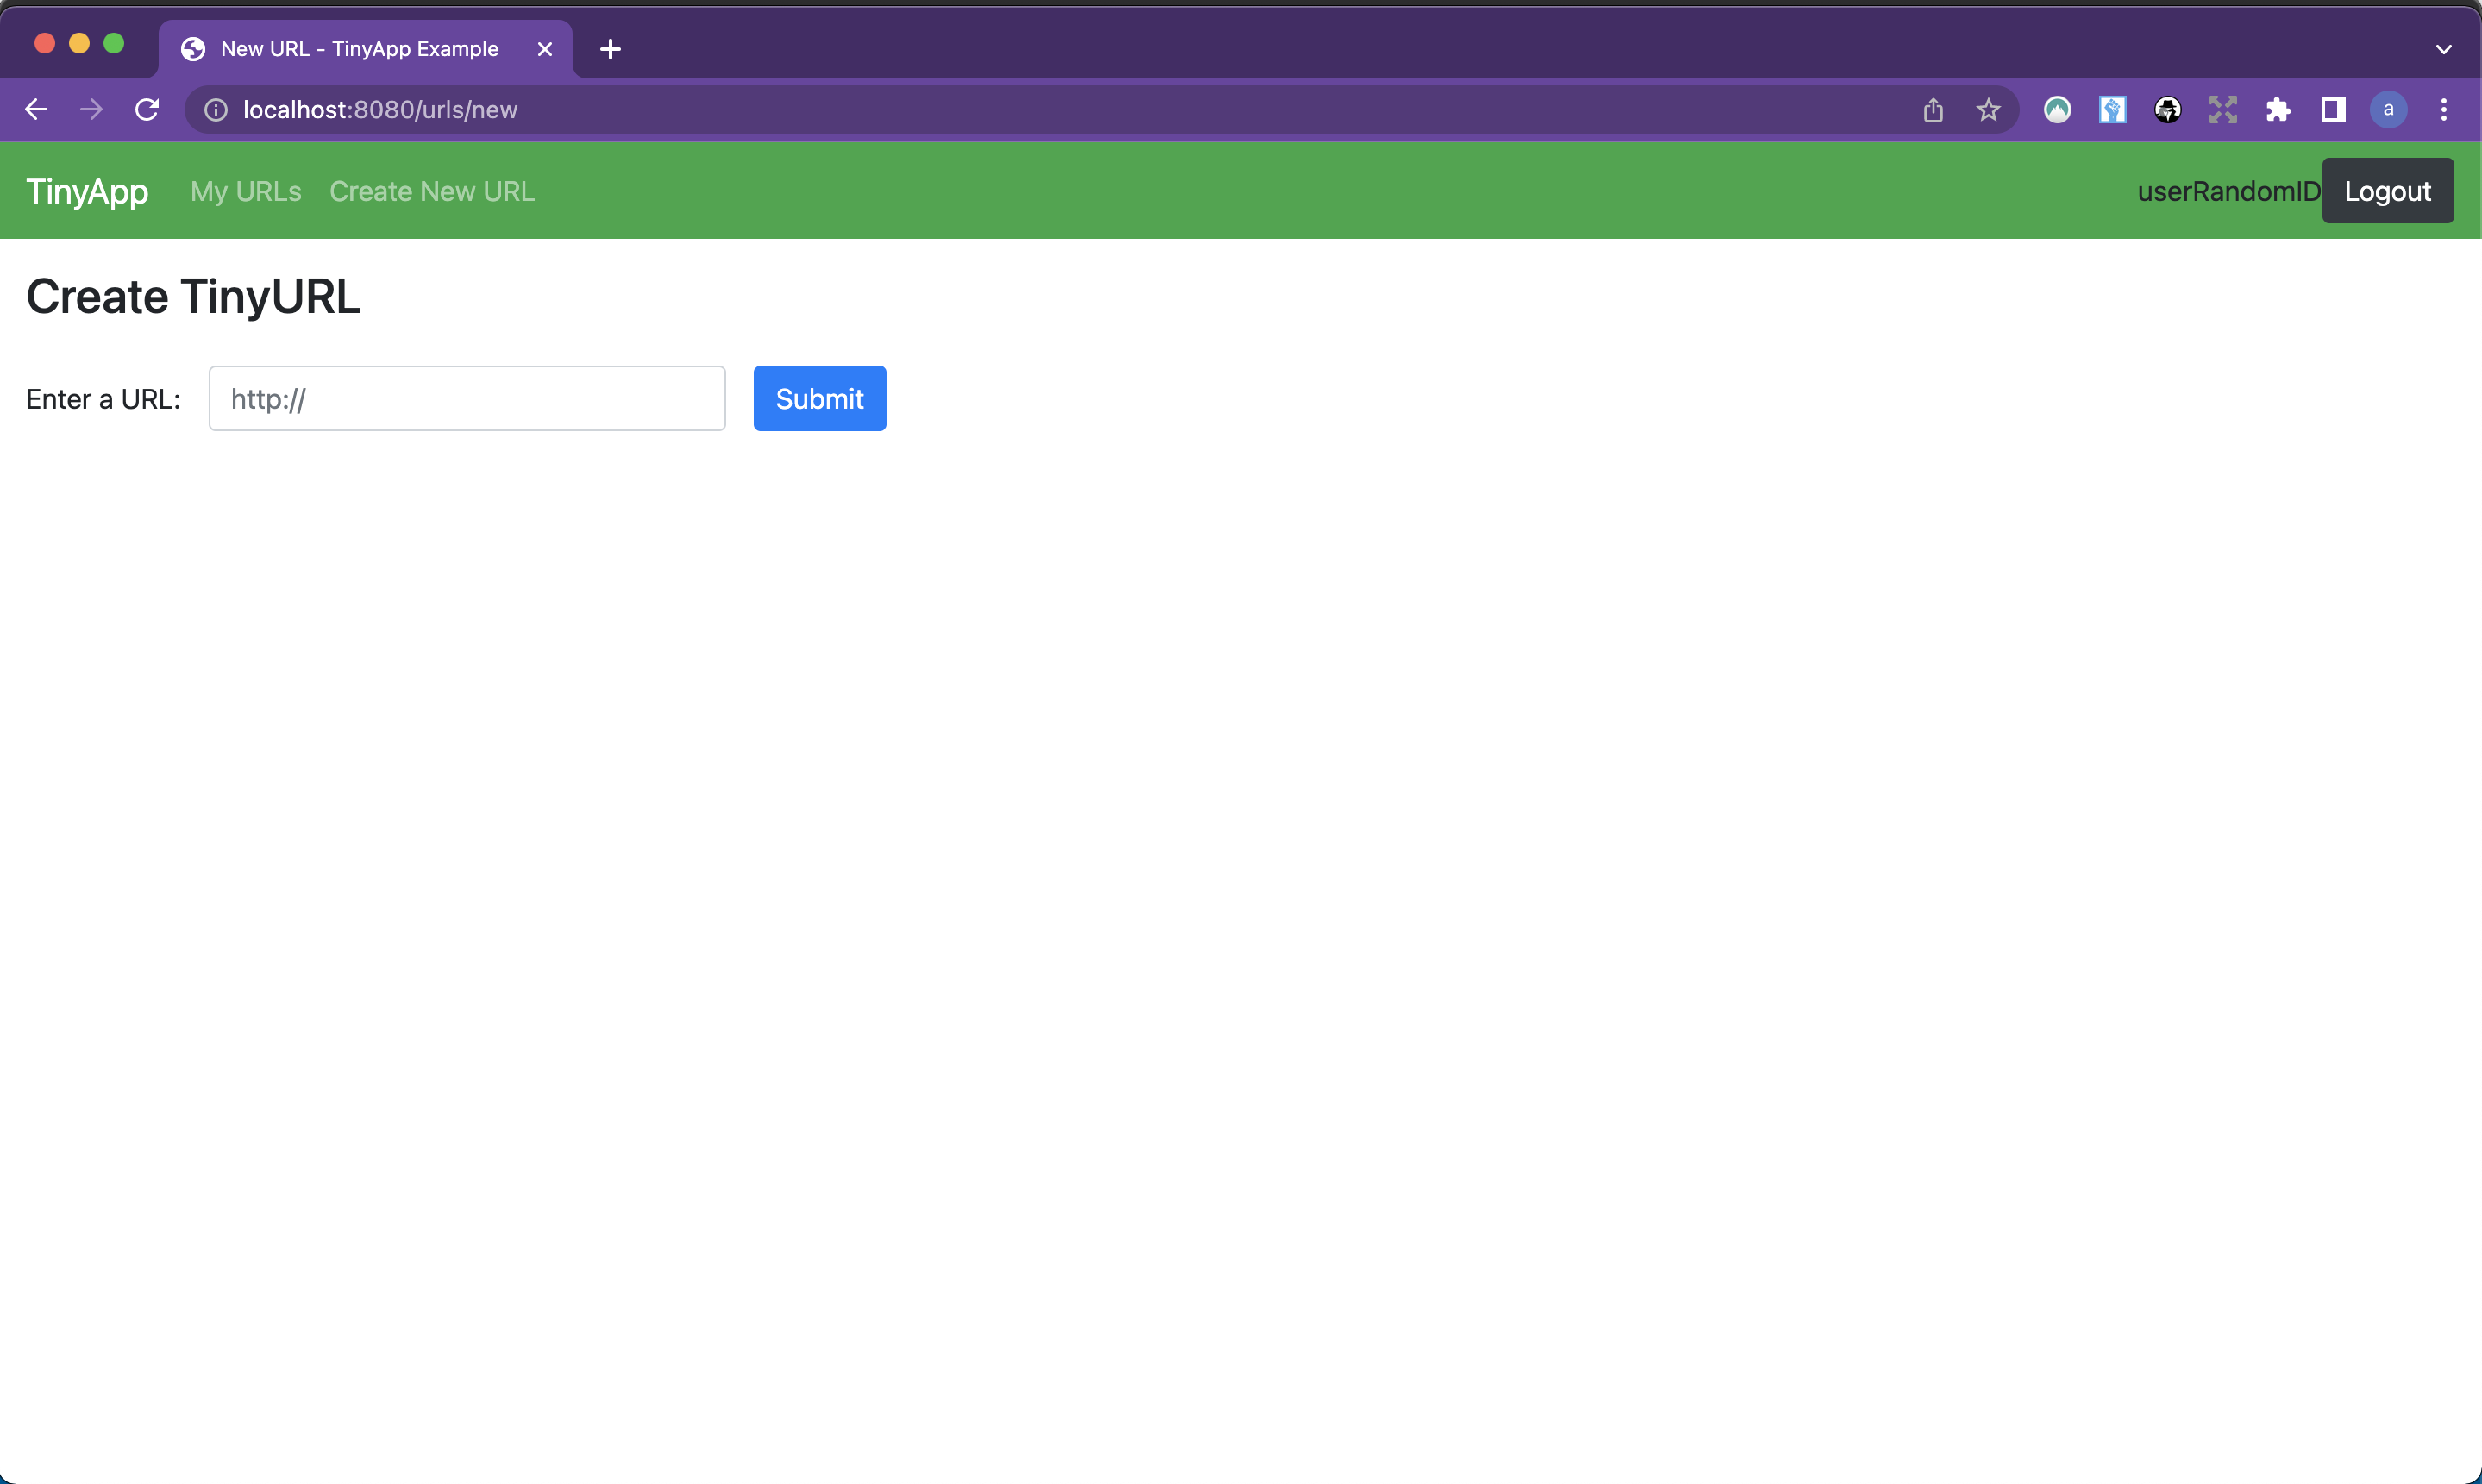 New URL - TinyApp Example
localhost:8080/urls/new
a
TinyApp My URLs Create New URL userRandomID Logout
Create TinyURL
Enter a URL: http:// Submit